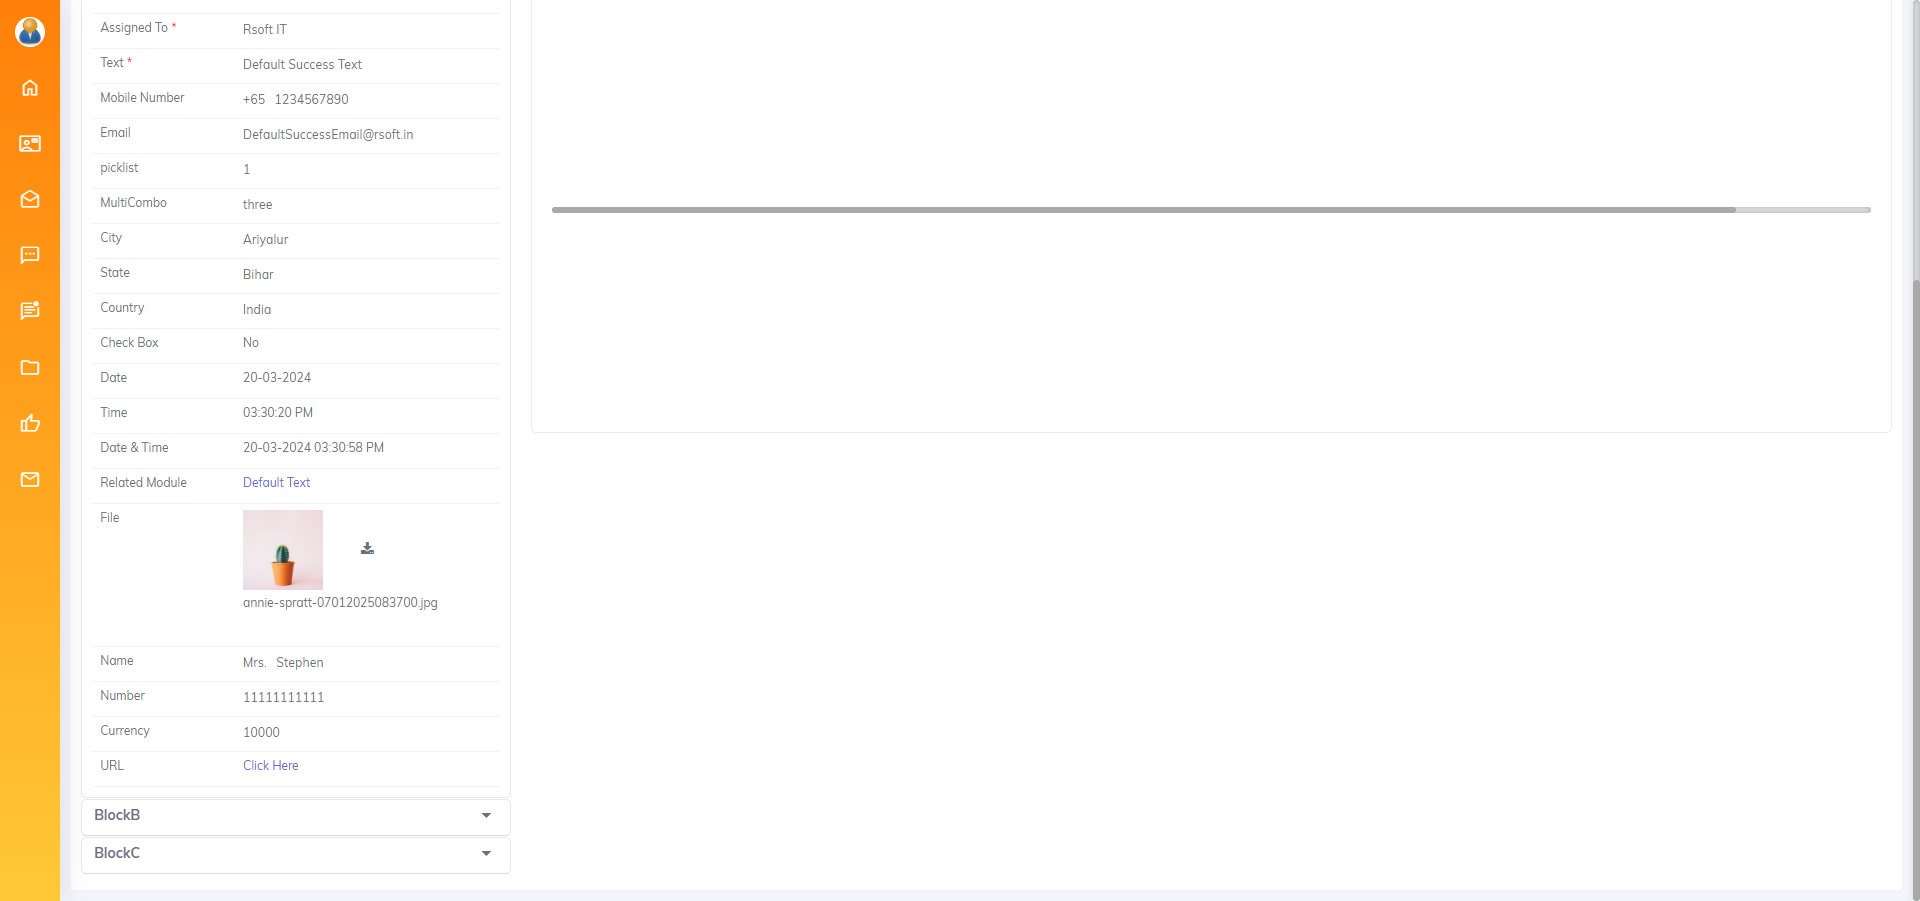 Assigned To * Rsoft IT
Text * Default Success Text
Mobile Number +65 1234567890
Email DefaultSuccessEmail@rsoft.in
picklist 1
MultiCombo three
City Ariyalur
State Bihar
Country India
Check Box No
Date 20-03-2024
Time 03:30:20 PM
Date & Time 20-03-2024 03:30:58 PM
Related Module Default Text
File
annie-spratt-07012025083700.jpg
Name Mrs. Stephen
Number 11111111111
Currency 10000
URL Click Here
BlockB
BlockC